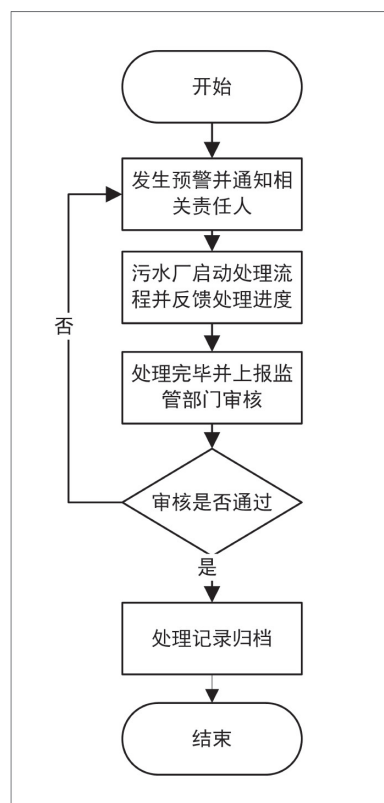 开始
发生预警并通知相
关责任人
污水厂启动处理流
程并反馈处理进度
否
处理完毕并上报监
管部门审核
审核是否通过
是
处理记录归档
结束